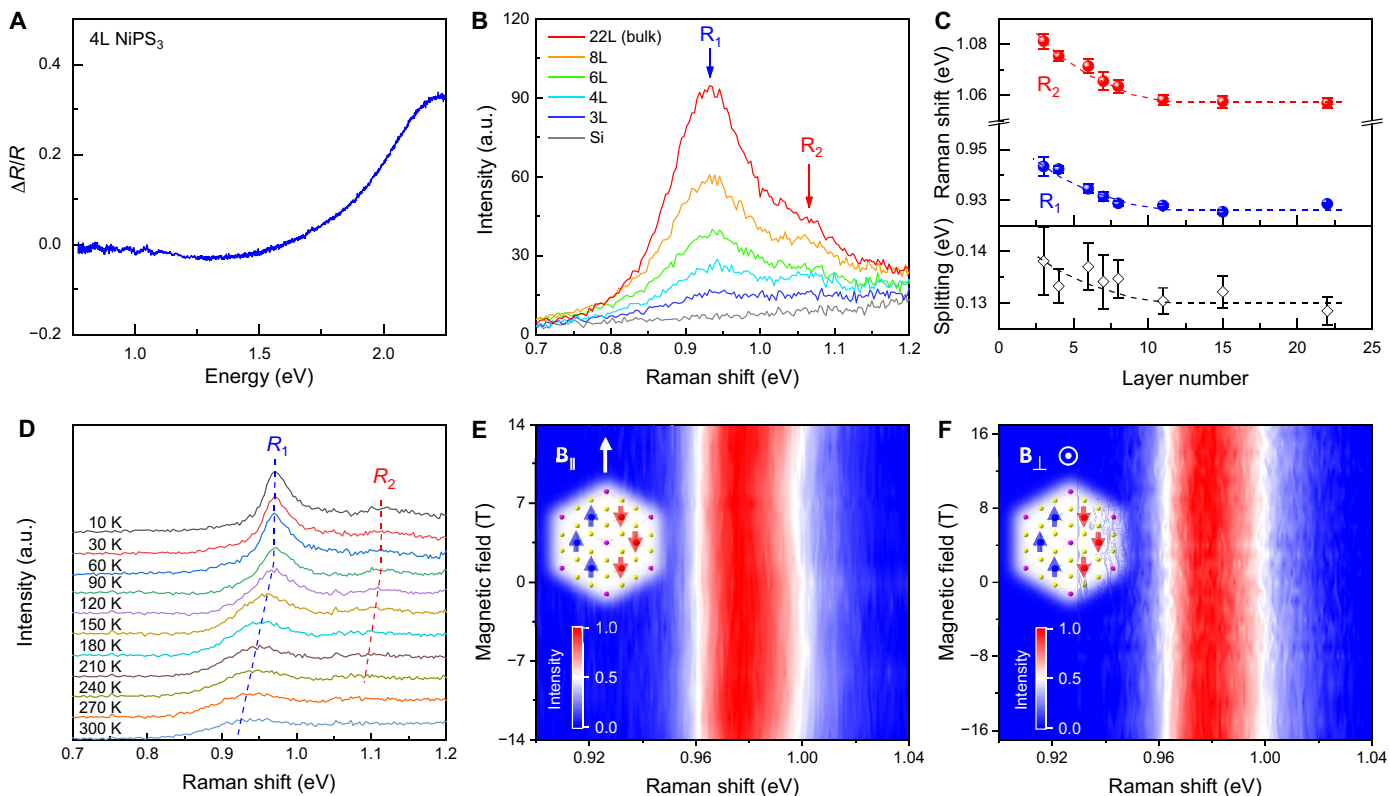 A
4L NiPS₃
0.4
0.2
0.0
−0.2
ΔR/R
1.0
1.5
2.0
Energy (eV)
B
120
90
60
30
0
Intensity (a.u.)
22L (bulk)
8L
6L
4L
3L
Si
R₁
R₂
0.7
0.8
0.9
1.0
1.1
1.2
Raman shift (eV)
C
1.08
1.06
0.95
0.93
Raman shift (eV)
R₂
R₁
0.14
0.13
Splitting (eV)
0
5
10
15
20
25
Layer number
D
R₁
R₂
10 K
30 K
60 K
90 K
120 K
150 K
180 K
210 K
240 K
270 K
300 K
Intensity (a.u.)
0.7
0.8
0.9
1.0
1.1
1.2
Raman shift (eV)
E
14
7
0
−7
−14
Magnetic field (T)
B∥
1.0
0.5
0.0
Intensity
0.92
0.96
1.00
1.04
Raman shift (eV)
F
16
8
0
−8
−16
Magnetic field (T)
B⊥
1.0
0.5
0.0
Intensity
0.92
0.96
1.00
1.04
Raman shift (eV)